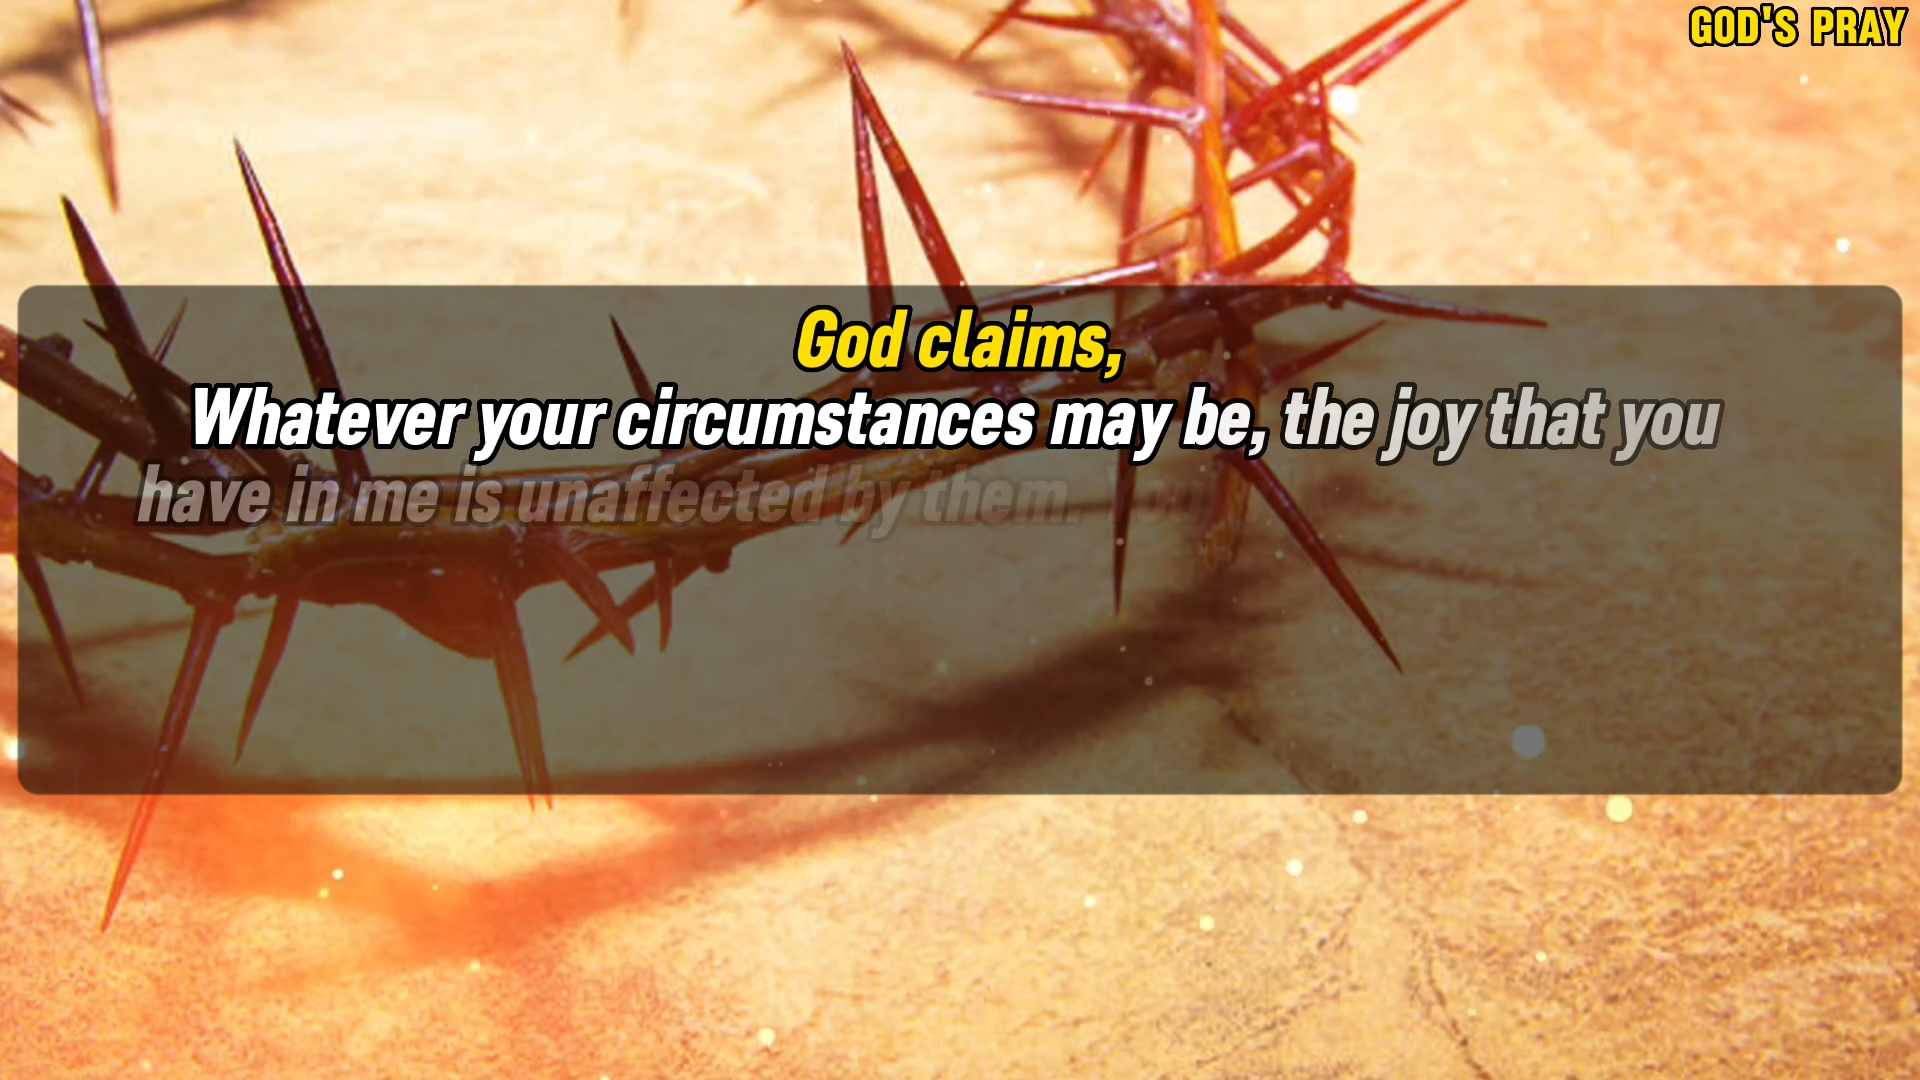 GOD'S PRAY
God claims,
Whatever your circumstances may be, the joy that you
have in me is unaffected by them.